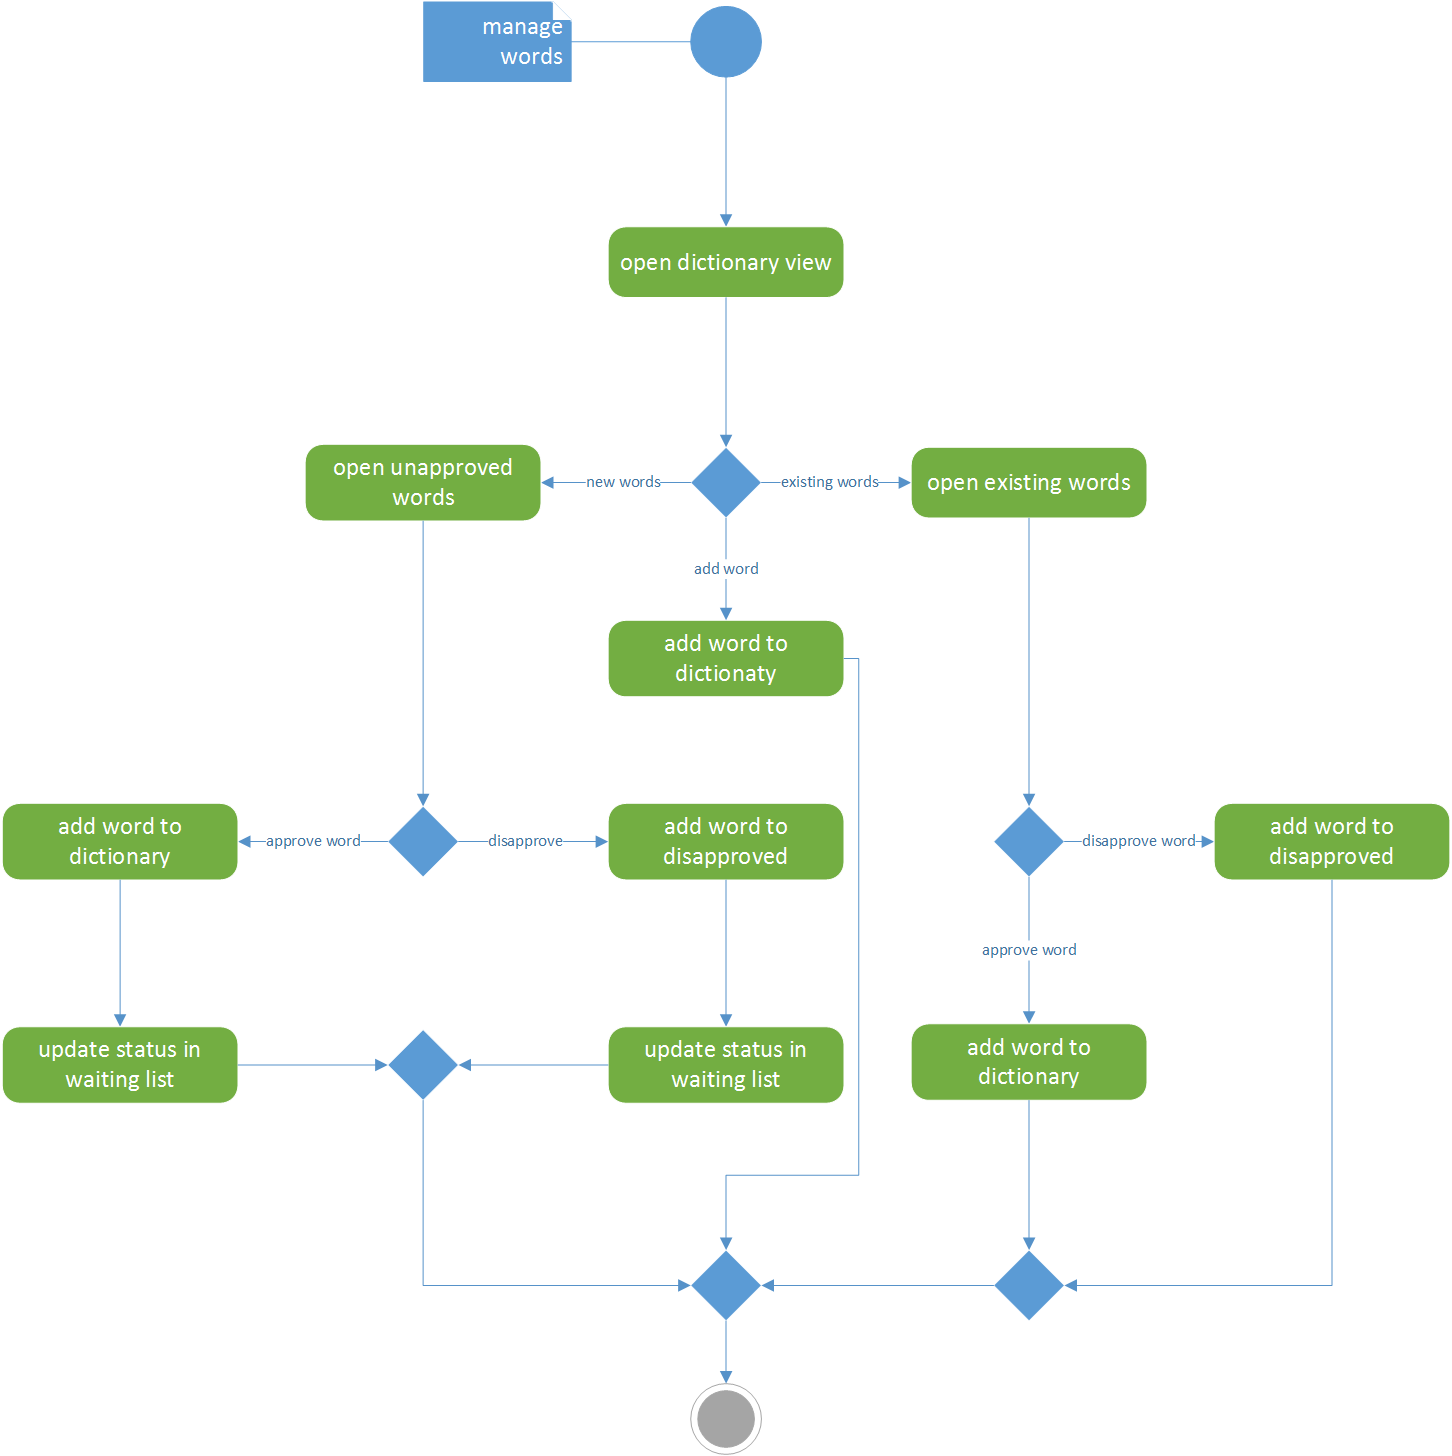 manage
words
open dictionary view
open unapproved
words
new words
existing words
open existing words
add word
add word to
dictionaty
add word to
dictionary
approve word
disapprove
add word to
disapproved
disapprove word
add word to
disapproved
approve word
update status in
waiting list
update status in
waiting list
add word to
dictionary